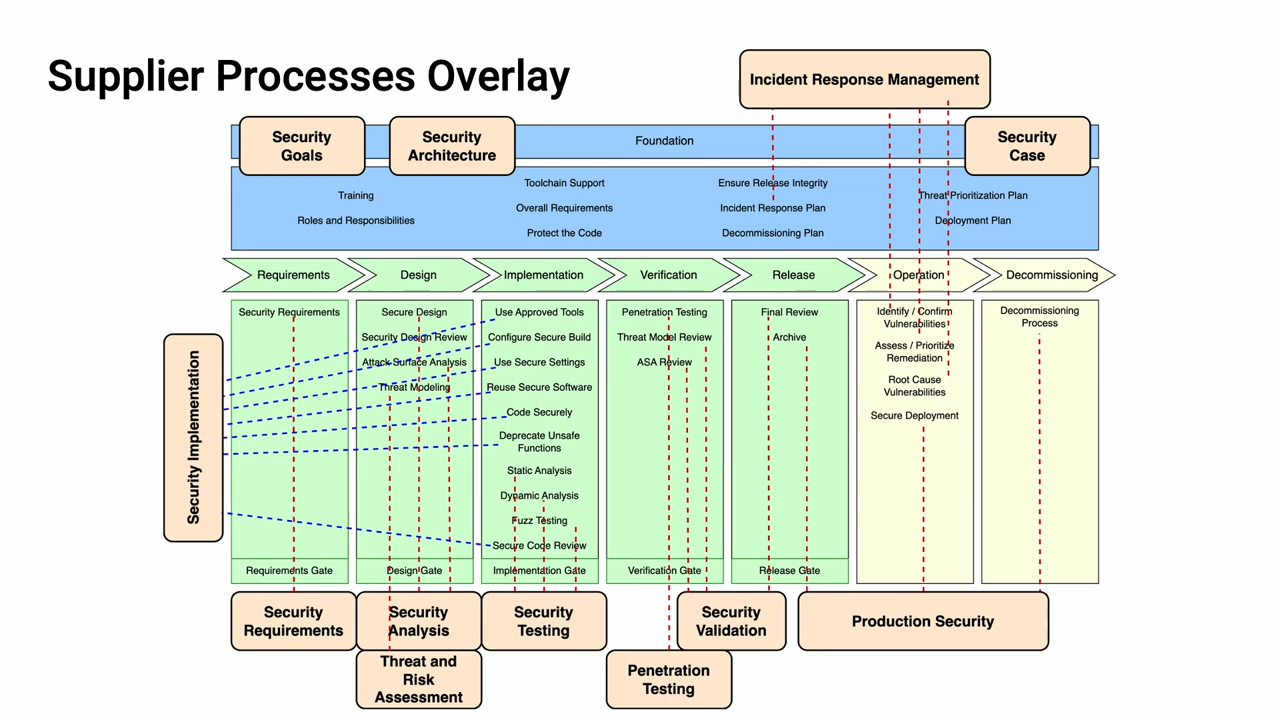 Supplier Processes Overlay
Incident Response Management
Security
Goals
Security
Architecture
Foundation
Security
Case
Training
Roles and Responsibilities
Toolchain Support
Overall Requirements
Protect the Code
Ensure Release Integrity
Incident Response Plan
Decommissioning Plan
Threat Prioritization Plan
Deployment Plan
Requirements
Design
Implementation
Verification
Release
Operation
Decommissioning
Security Implementation
Security Requirements
Requirements Gate
Secure Design
Security Design Review
Attack Surface Analysis
Threat Modeling
Design Gate
Use Approved Tools
Configure Secure Build
Use Secure Settings
Reuse Secure Software
Code Securely
Deprecate Unsafe
Functions
Static Analysis
Dynamic Analysis
Fuzz Testing
Secure Code Review
Implementation Gate
Penetration Testing
Threat Model Review
ASA Review
Verification Gate
Final Review
Archive
Release Gate
Identify / Confirm
Vulnerabilities
Assess / Prioritize
Remediation
Root Cause
Vulnerabilities
Secure Deployment
Decommissioning
Process
Security
Requirements
Security
Analysis
Security
Testing
Security
Validation
Production Security
Threat and
Risk
Assessment
Penetration
Testing